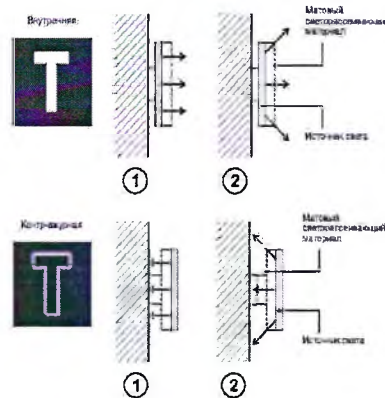 Внутренняя
T
Матовый
светорассеивающий
материал
Источник света
1
2
Контражурная
T
Матовый
светорассеивающий
материал
Источник света
1
2